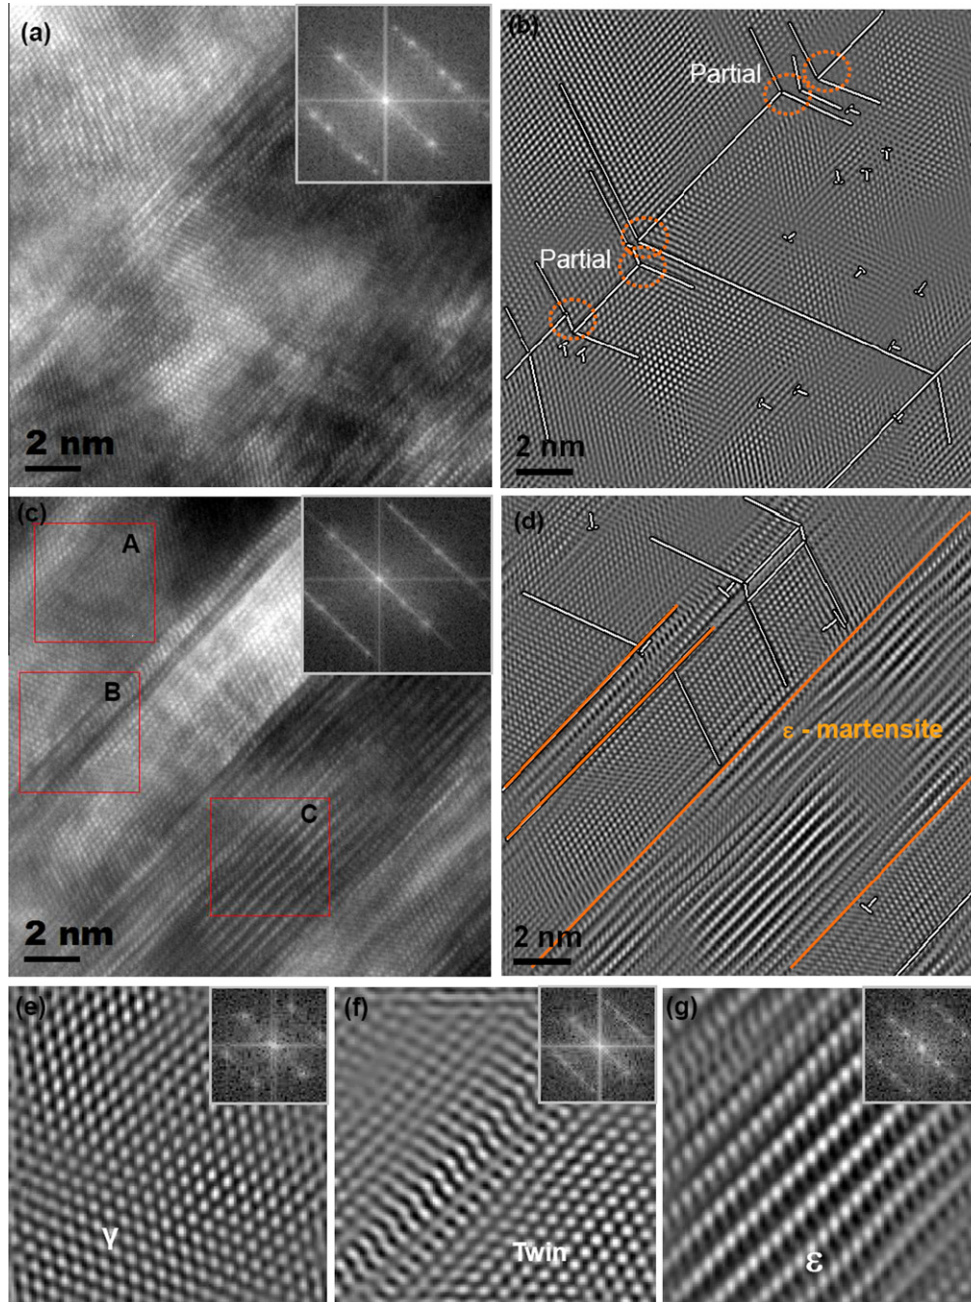 (a)
2 nm
(b)
Partial
Partial
2 nm
(c)
A
B
C
2 nm
(d)
ε - martensite
2 nm
(e)
γ
(f)
Twin
(g)
ε